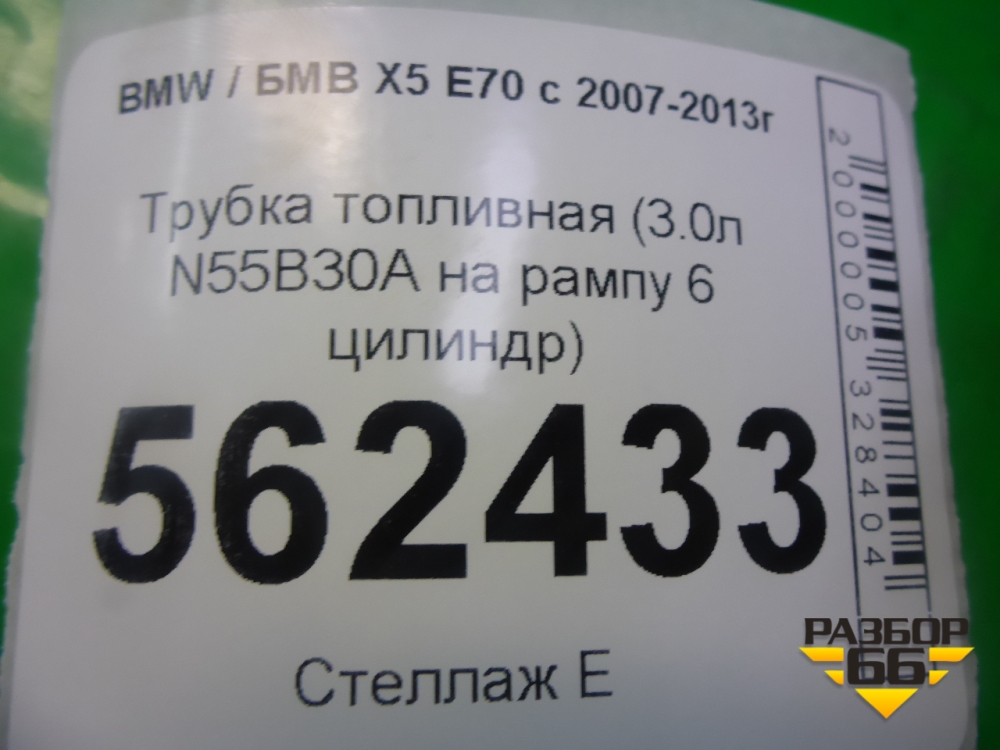 BMW / БМВ X5 E70 с 2007-2013г
Трубка топливная (3.0л
N55B30A на рампу 6
цилиндр)
562433
Стеллаж Е
2000005328404
РАЗБОР
66